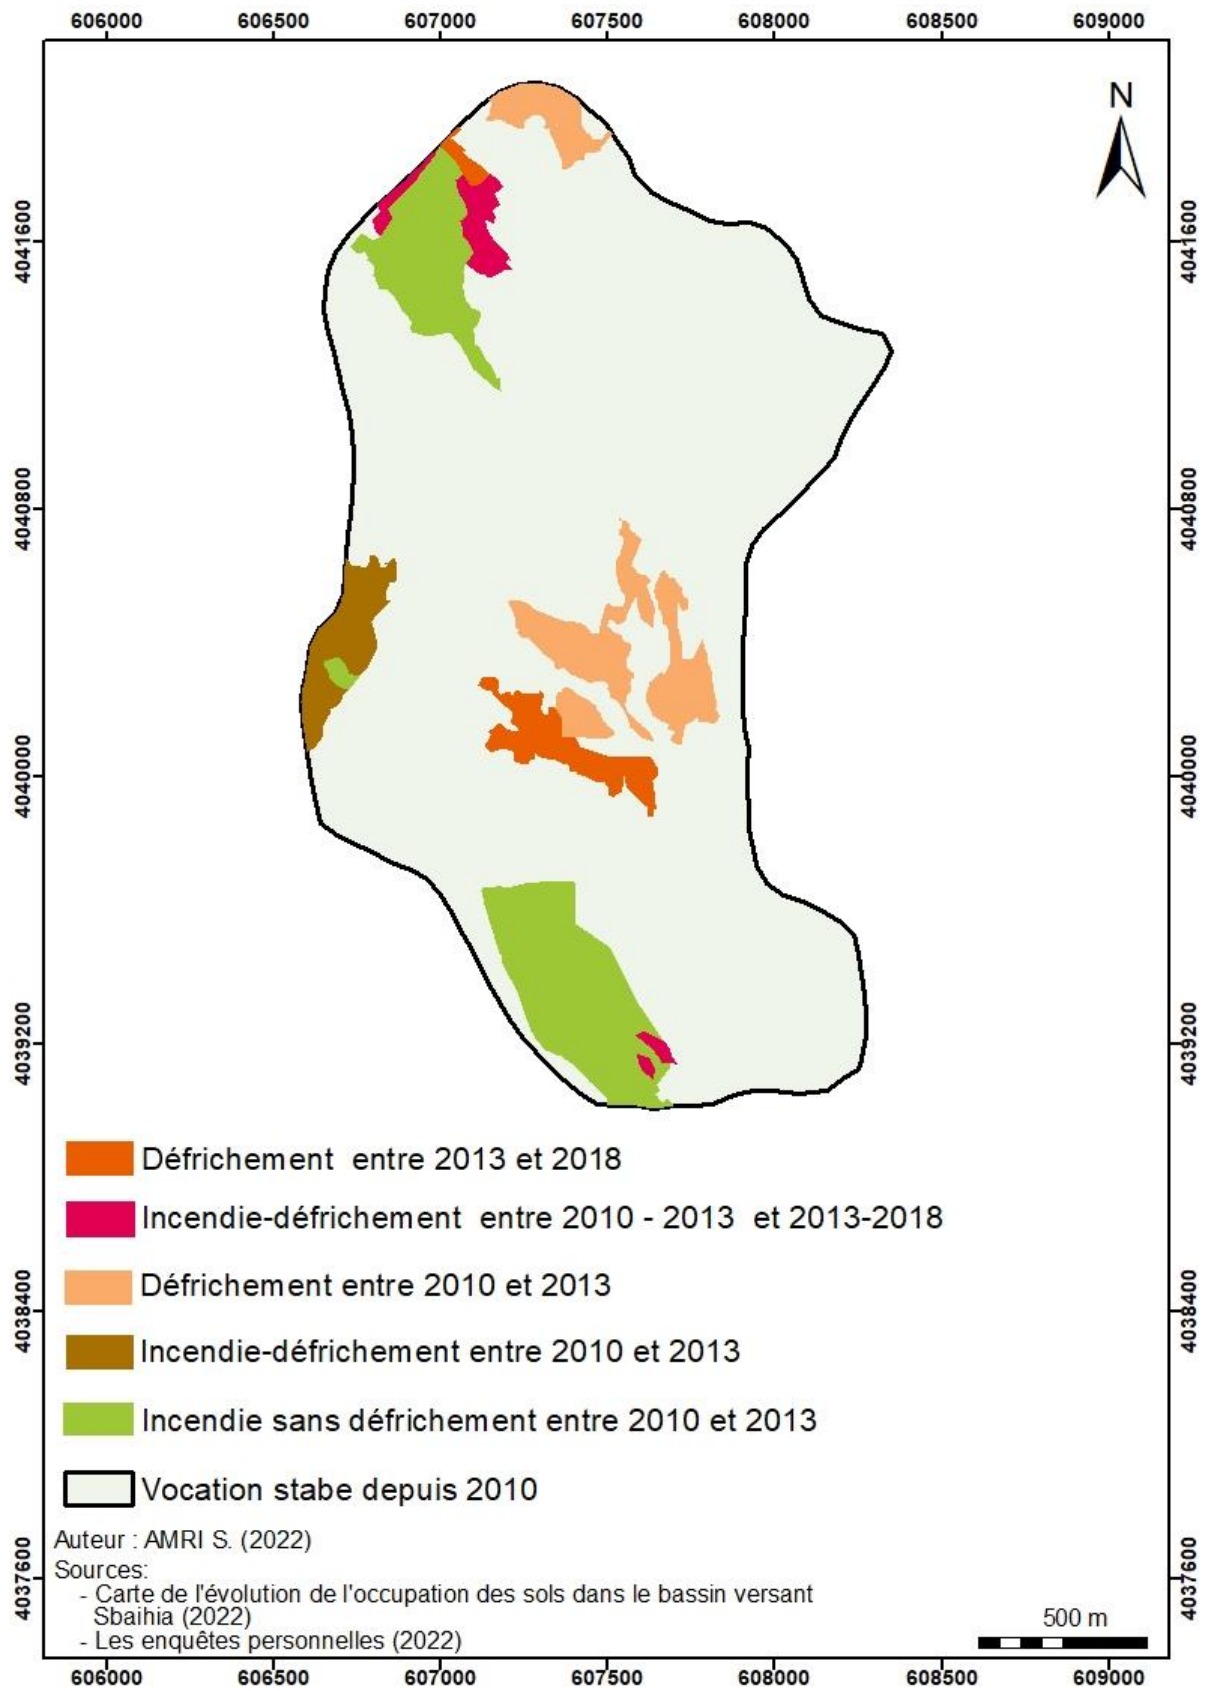 606000 606500 607000 607500 608000 608500 609000
N
4041600 4041600
4040800 4040800
4040000 4040000
4039200 4039200
Défrichement entre 2013 et 2018
Incendie-défrichement entre 2010 - 2013 et 2013-2018
Défrichement entre 2010 et 2013
4038400 4038400
Incendie-défrichement entre 2010 et 2013
Incendie sans défrichement entre 2010 et 2013
Vocation stabe depuis 2010
Auteur : AMRI S. (2022)
Sources:
4037600 4037600
- Carte de l'évolution de l'occupation des sols dans le bassin versant
Sbaihia (2022)
- Les enquêtes personnelles (2022)
500 m
606000 606500 607000 607500 608000 608500 609000